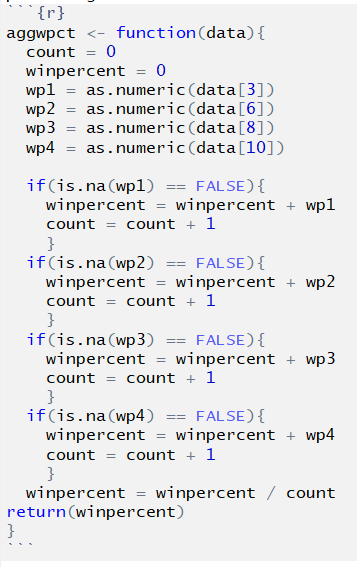 ```{r}
aggwpct <- function(data){
  count = 0
  winpercent = 0
  wp1 = as.numeric(data[3])
  wp2 = as.numeric(data[6])
  wp3 = as.numeric(data[8])
  wp4 = as.numeric(data[10])

  if(is.na(wp1) == FALSE){
    winpercent = winpercent + wp1
    count = count + 1
    }
  if(is.na(wp2) == FALSE){
    winpercent = winpercent + wp2
    count = count + 1
    }
  if(is.na(wp3) == FALSE){
    winpercent = winpercent + wp3
    count = count + 1
    }
  if(is.na(wp4) == FALSE){
    winpercent = winpercent + wp4
    count = count + 1
    }
  winpercent = winpercent / count
return(winpercent)
}
```